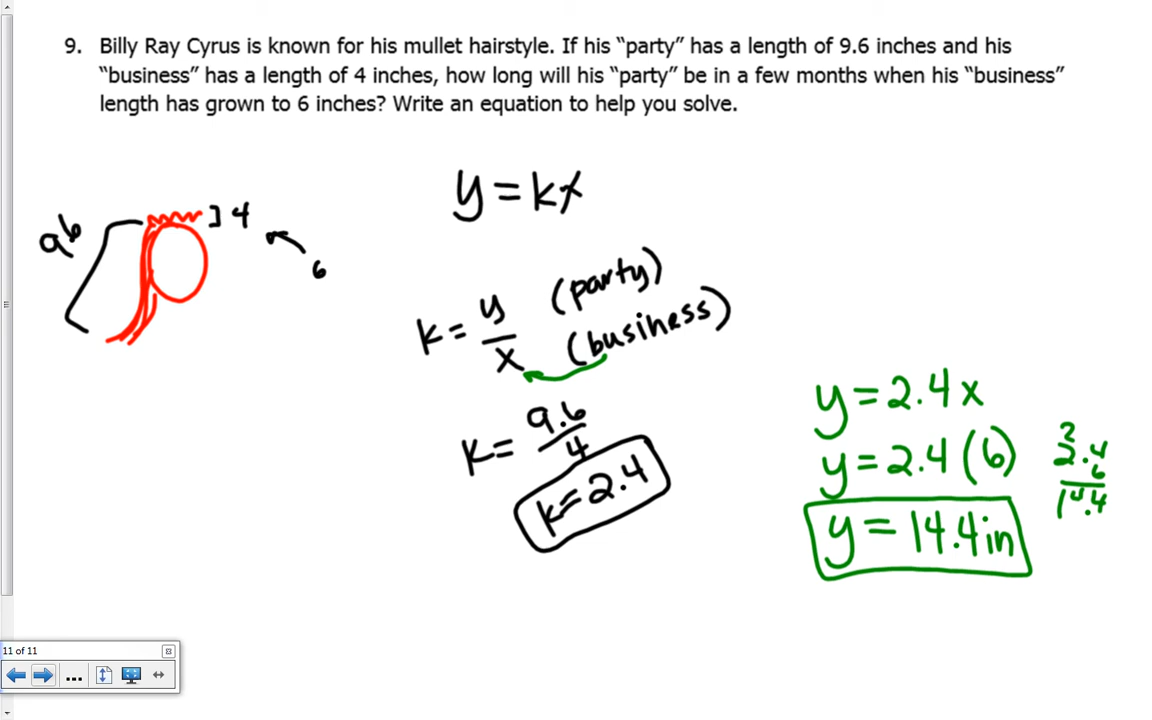 9. Billy Ray Cyrus is known for his mullet hairstyle. If his “party” has a length of 9.6 inches and his
“business” has a length of 4 inches, how long will his “party” be in a few months when his “business”
length has grown to 6 inches? Write an equation to help you solve.
y = kx
9.6
] 4
6
k = y/x (party)
(business)
k = 9.6/4
k = 2.4
y = 2.4x
y = 2.4(6)
y = 14.4in
2
2.4
6
14.4
11 of 11
...